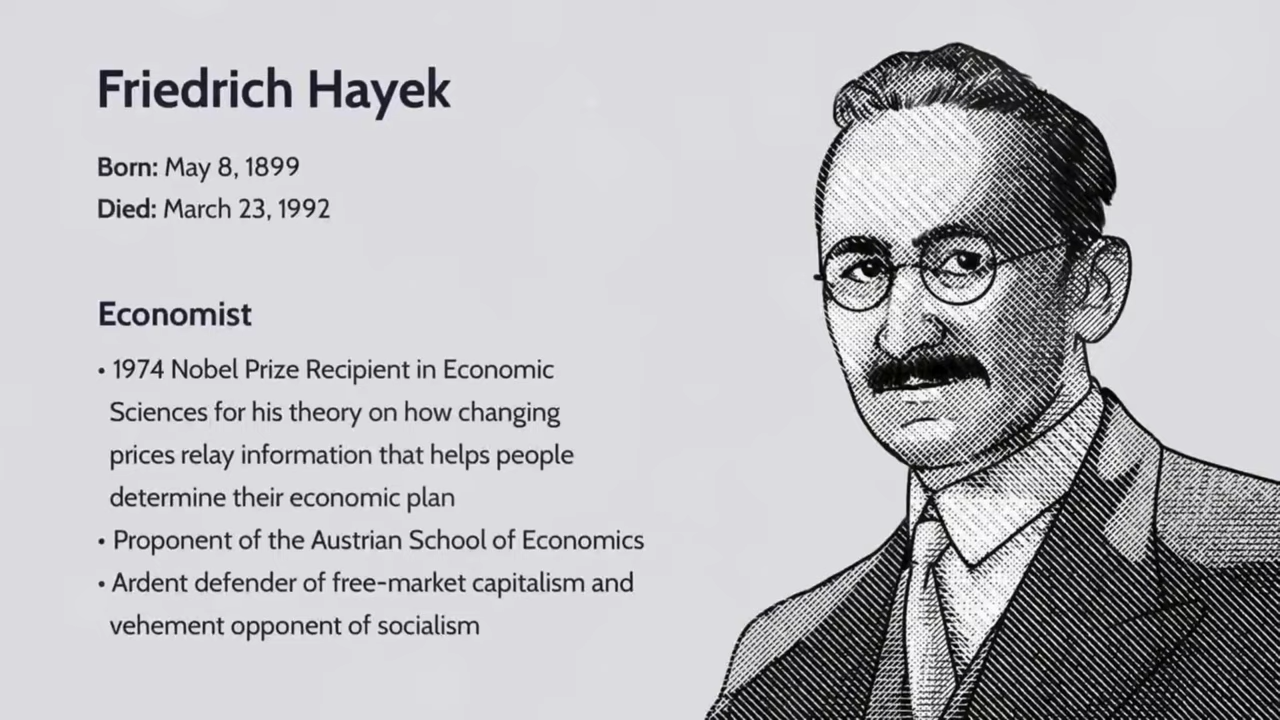 Friedrich Hayek
Born: May 8, 1899
Died: March 23, 1992
Economist
• 1974 Nobel Prize Recipient in Economic
Sciences for his theory on how changing
prices relay information that helps people
determine their economic plan
• Proponent of the Austrian School of Economics
• Ardent defender of free-market capitalism and
vehement opponent of socialism